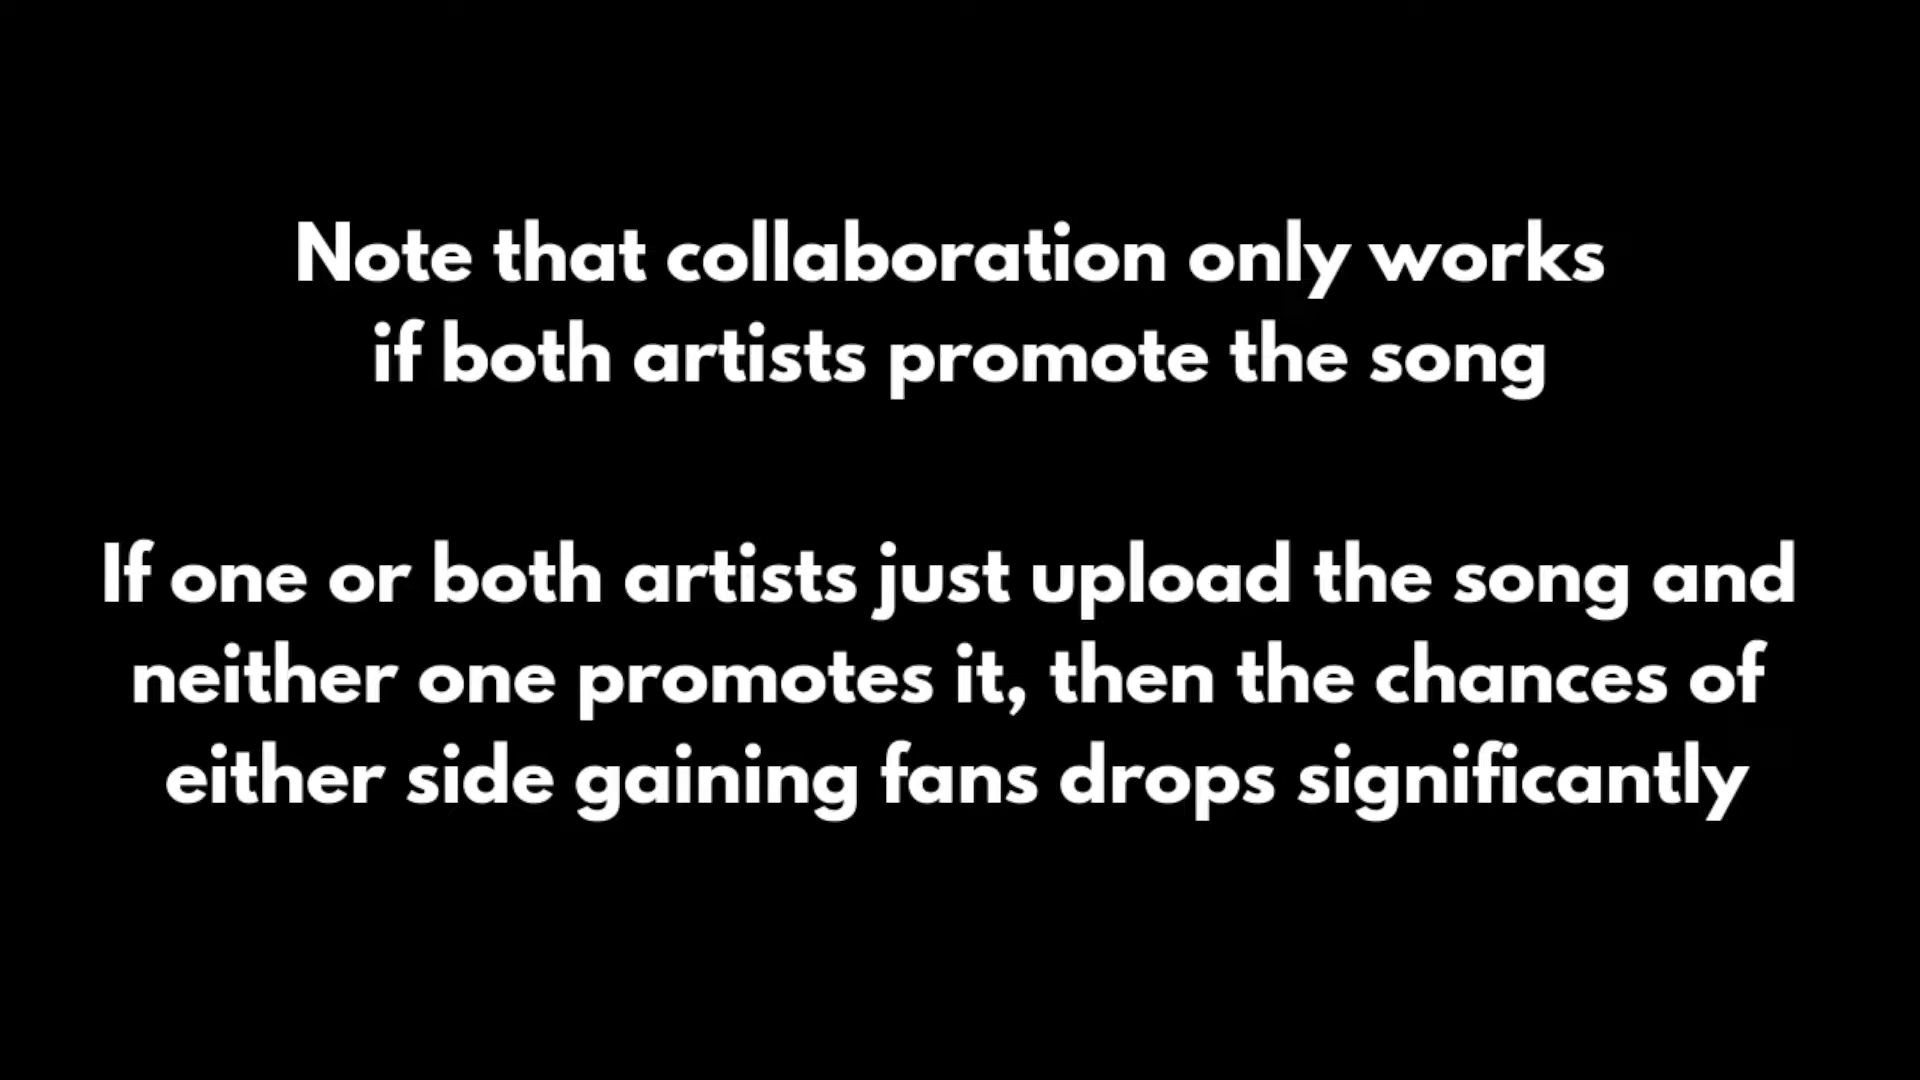 Note that collaboration only works
if both artists promote the song
If one or both artists just upload the song and
neither one promotes it, then the chances of
either side gaining fans drops significantly